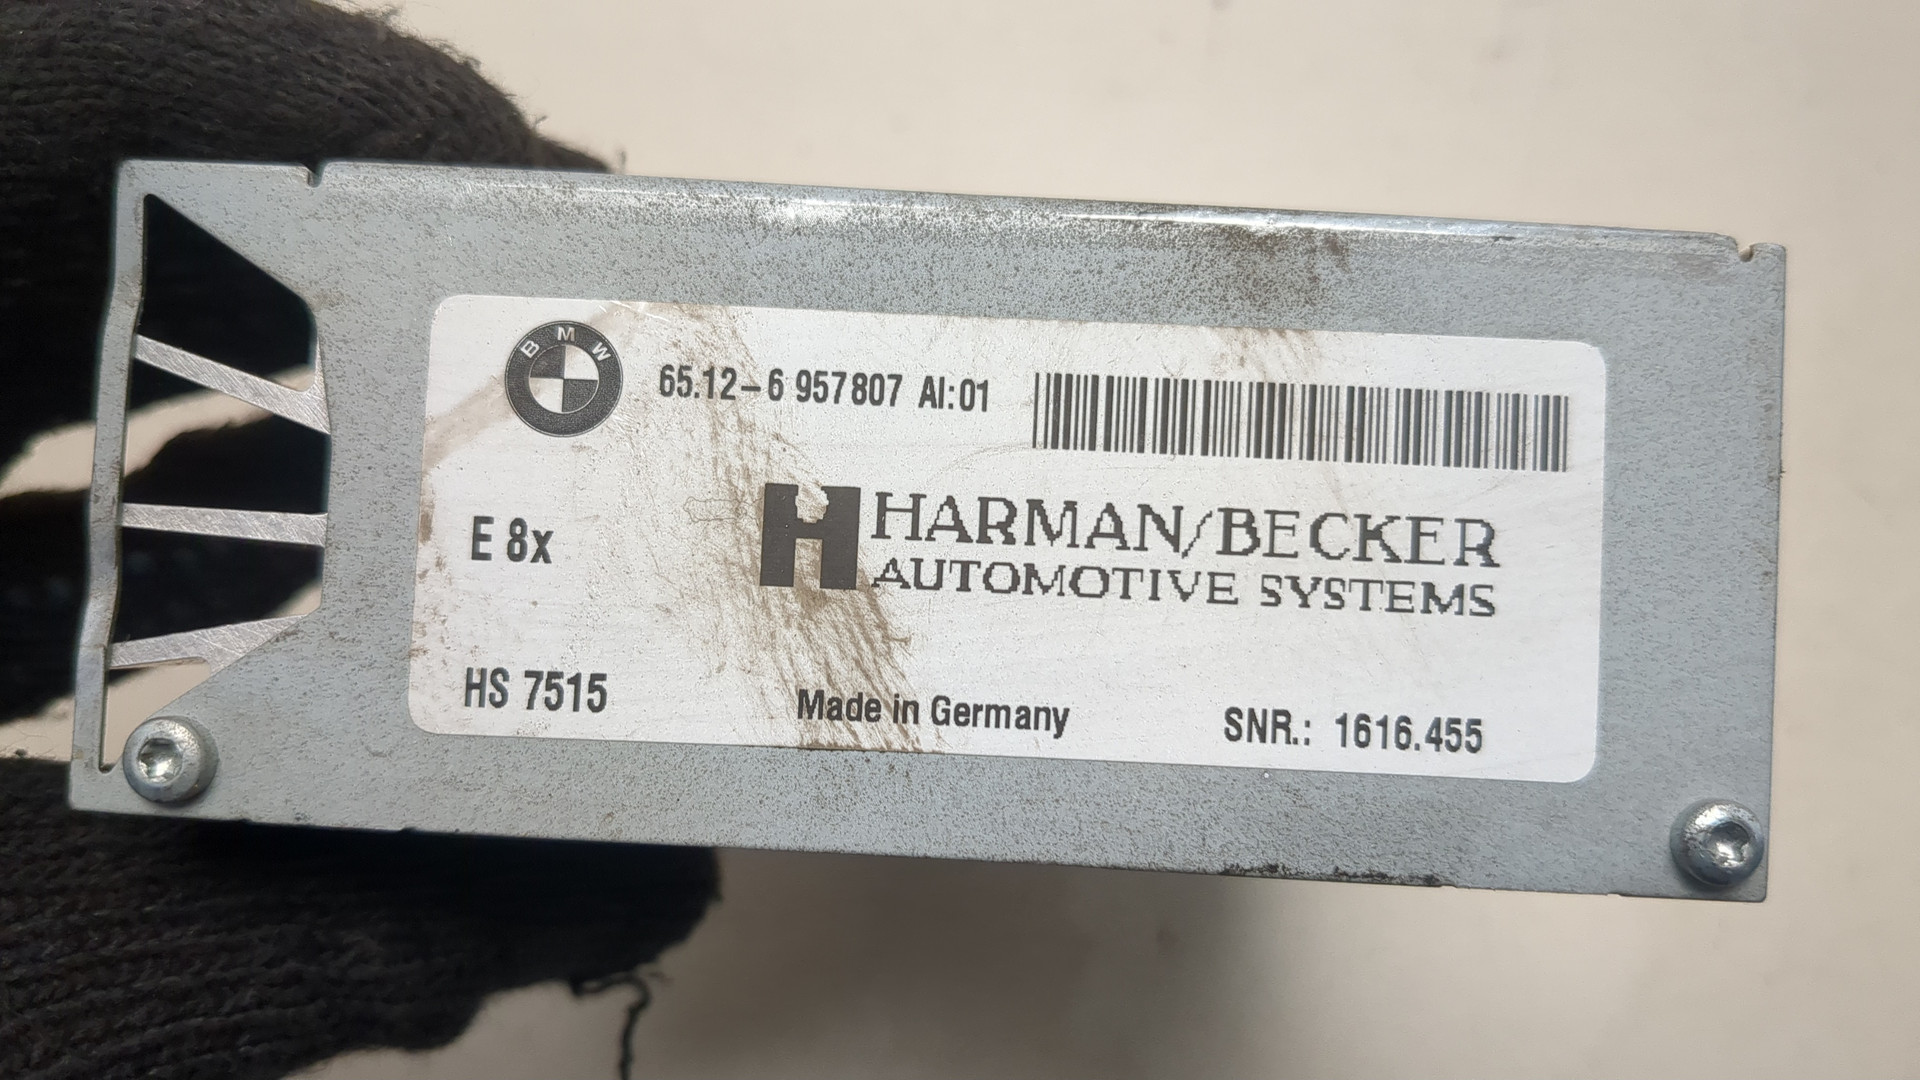 BMW
65.12-6 957807 AI:01
E 8x
HARMAN/BECKER
AUTOMOTIVE SYSTEMS
HS 7515
Made in Germany
SNR.: 1616.455